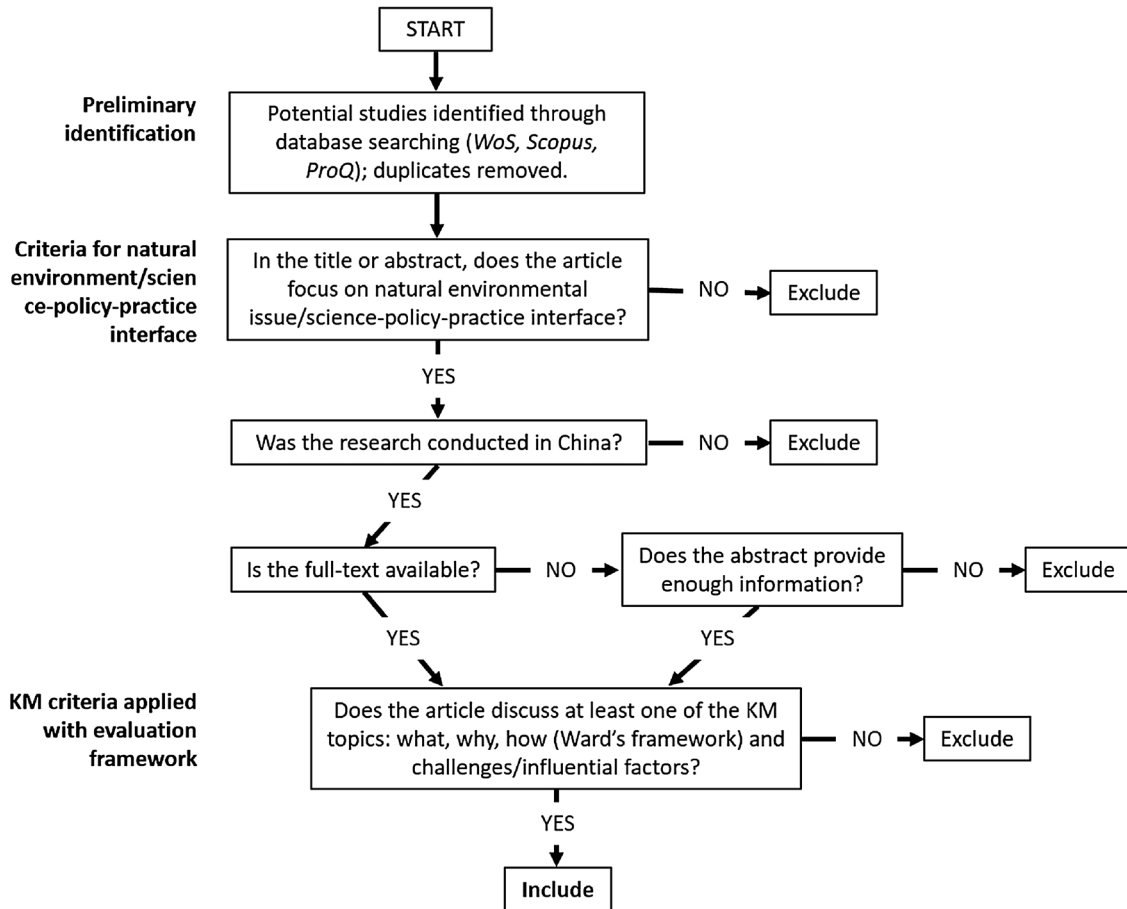 START
Preliminary
identification
Potential studies identified through
database searching (WoS, Scopus,
ProQ); duplicates removed.
Criteria for natural
environment/scien
ce-policy-practice
interface
In the title or abstract, does the article
focus on natural environmental
issue/science-policy-practice interface?
NO
Exclude
YES
Was the research conducted in China?
NO
Exclude
YES
Is the full-text available?
NO
Does the abstract provide
enough information?
NO
Exclude
YES
YES
KM criteria applied
with evaluation
framework
Does the article discuss at least one of the KM
topics: what, why, how (Ward’s framework) and
challenges/influential factors?
NO
Exclude
YES
Include